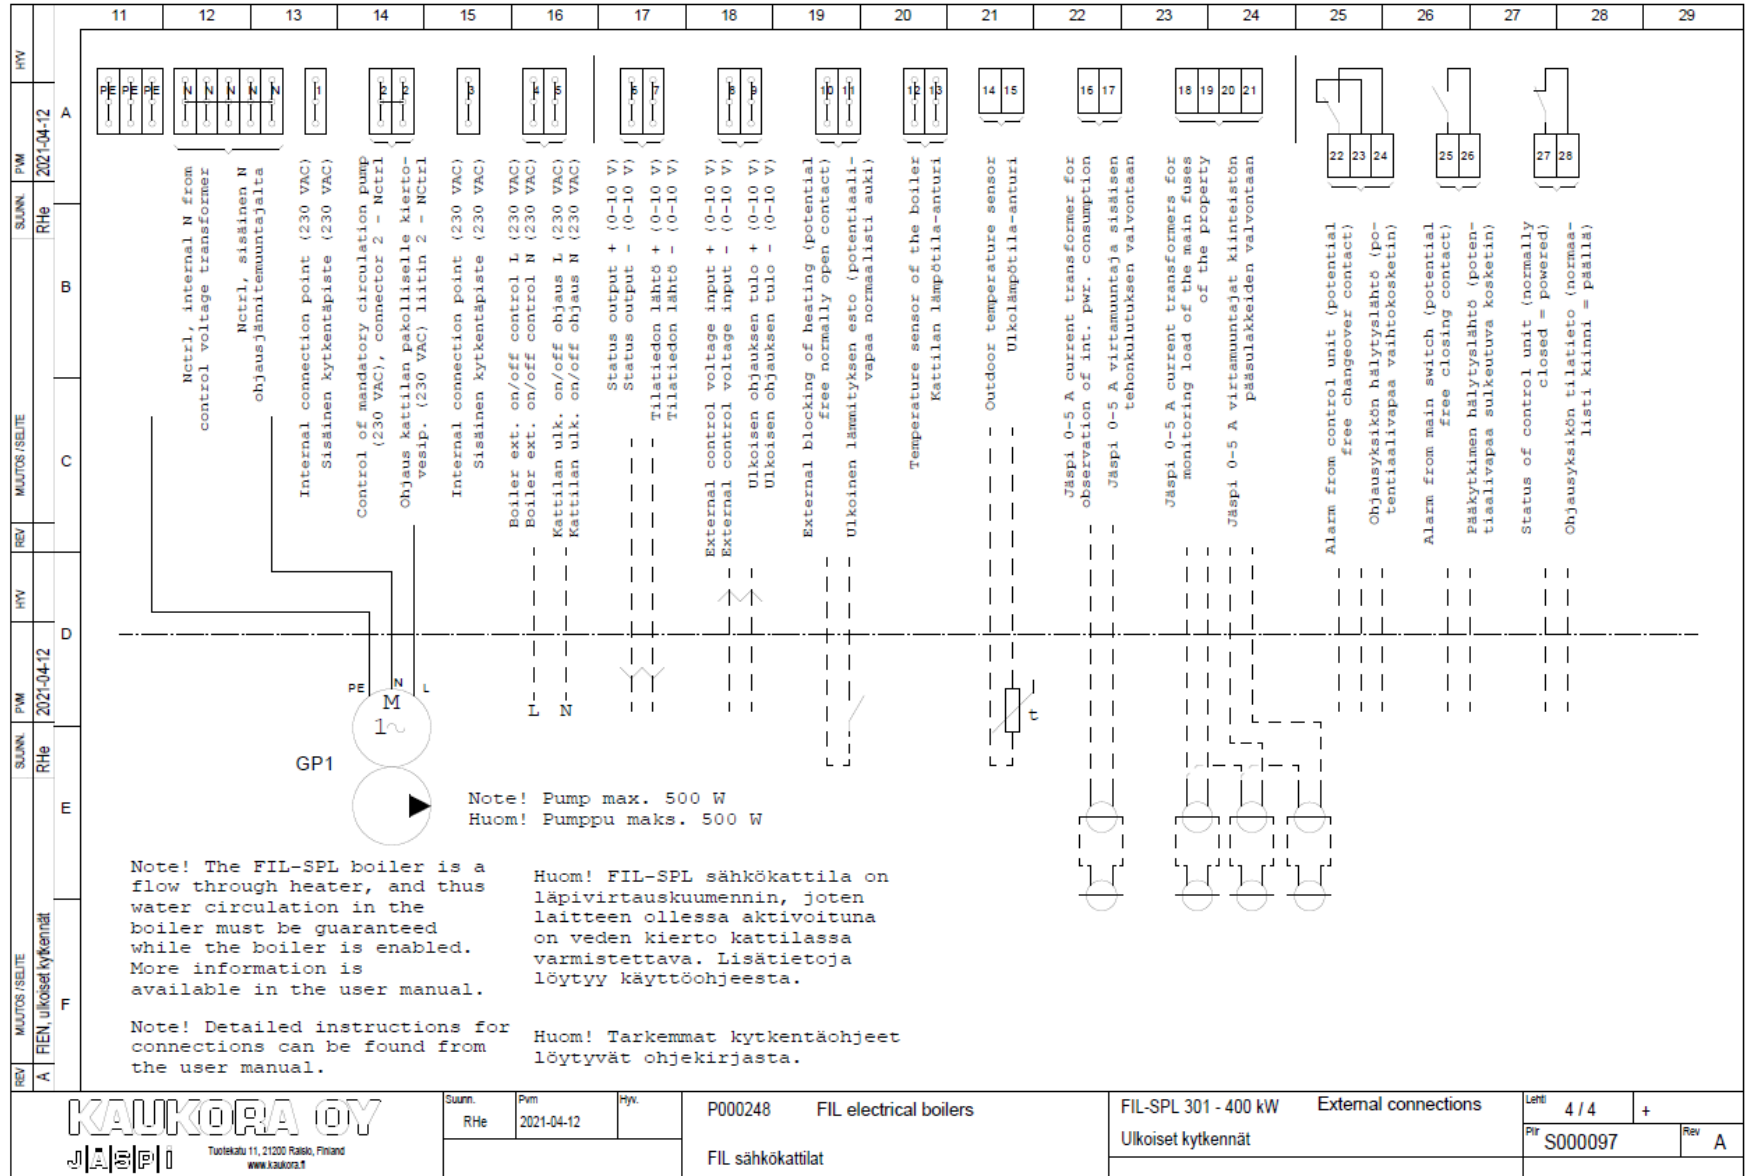 11 12 13 14 15 16 17 18 19 20 21 22 23 24 25 26 27 28 29
A
B
C
D
E
F
HYV
PVM
2021-04-12
SUUNN.
RHe
MUUTOS /SELITE
REV
HYV
PVM
2021-04-12
SUUNN.
RHe
MUUTOS /SELITE
FIEN, ulkoiset kytkennät
REV
A
PE PE PE
N N N N N
1
2 2
3
4 5
6 7
8 9
10 11
12 13
14 15
16 17
18 19 20 21
22 23 24
25 26
27 28
Nctrl, internal N from
control voltage transformer
Nctrl, sisäinen N
ohjausjännitemuuntajalta
Internal connection point (230 VAC)
Sisäinen kytkentäpiste (230 VAC)
Control of mandatory circulation pump
(230 VAC), connector 2 - Nctrl
Ohjaus kattilan pakolliselle kierto-
vesip. (230 VAC) liitin 2 - Nctrl
Internal connection point (230 VAC)
Sisäinen kytkentäpiste (230 VAC)
Boiler ext. on/off control L (230 VAC)
Boiler ext. on/off control N (230 VAC)
Kattilan ulk. on/off ohjaus L (230 VAC)
Kattilan ulk. on/off ohjaus N (230 VAC)
Status output + (0-10 V)
Status output - (0-10 V)
Tilatiedon lähtö + (0-10 V)
Tilatiedon lähtö - (0-10 V)
External control voltage input + (0-10 V)
External control voltage input - (0-10 V)
Ulkoisen ohjauksen tulo + (0-10 V)
Ulkoisen ohjauksen tulo - (0-10 V)
External blocking of heating (potential
free normally open contact)
Ulkoinen lämmityksen esto (potentiaali-
vapaa normaalisti auki)
Temperature sensor of the boiler
Kattilan lämpötila-anturi
Outdoor temperature sensor
Ulkolämpötila-anturi
Jäspi 0-5 A current transformer for
observation of int. pwr. consumption
Jäspi 0-5 A virtamuuntaja sisäisen
tehonkulutuksen valvontaan
Jäspi 0-5 A current transformers for
monitoring load of the main fuses
of the property
Jäspi 0-5 A virtamuuntajat kiinteistön
pääsulakkeiden valvontaan
Alarm from control unit (potential
free changeover contact)
Ohjausyksikön hälytyslähtö (po-
tentiaalivapaa vaihtokosketin)
Alarm from main switch (potential
free closing contact)
Pääkytkimen hälytyslähtö (poten-
tiaalivapaa sulkeutuva kosketin)
Status of control unit (normally
closed = powered)
Ohjausyksikön tilatieto (normaa-
listi kiinni = päällä)
PE N L
M
1~
GP1
L N
t
Note! Pump max. 500 W
Huom! Pumppu maks. 500 W
Note! The FIL-SPL boiler is a
flow through heater, and thus
water circulation in the
boiler must be guaranteed
while the boiler is enabled.
More information is
available in the user manual.
Note! Detailed instructions for
connections can be found from
the user manual.
Huom! FIL-SPL sähkökattila on
läpivirtauskuumennin, joten
laitteen ollessa aktivoituna
on veden kierto kattilassa
varmistettava. Lisätietoja
löytyy käyttöohjeesta.
Huom! Tarkemmat kytkentäohjeet
löytyvät ohjekirjasta.
KAUKORA OY
JÄSPI
Tuotekatu 11, 21200 Raisio, Finland
www.kaukora.fi
Suunn.
RHe
Pvm
2021-04-12
Hyv.
P000248 FIL electrical boilers
FIL sähkökattilat
FIL-SPL 301 - 400 kW External connections
Ulkoiset kytkennät
Lehti
4 / 4
+
Piir
S000097
Rev
A